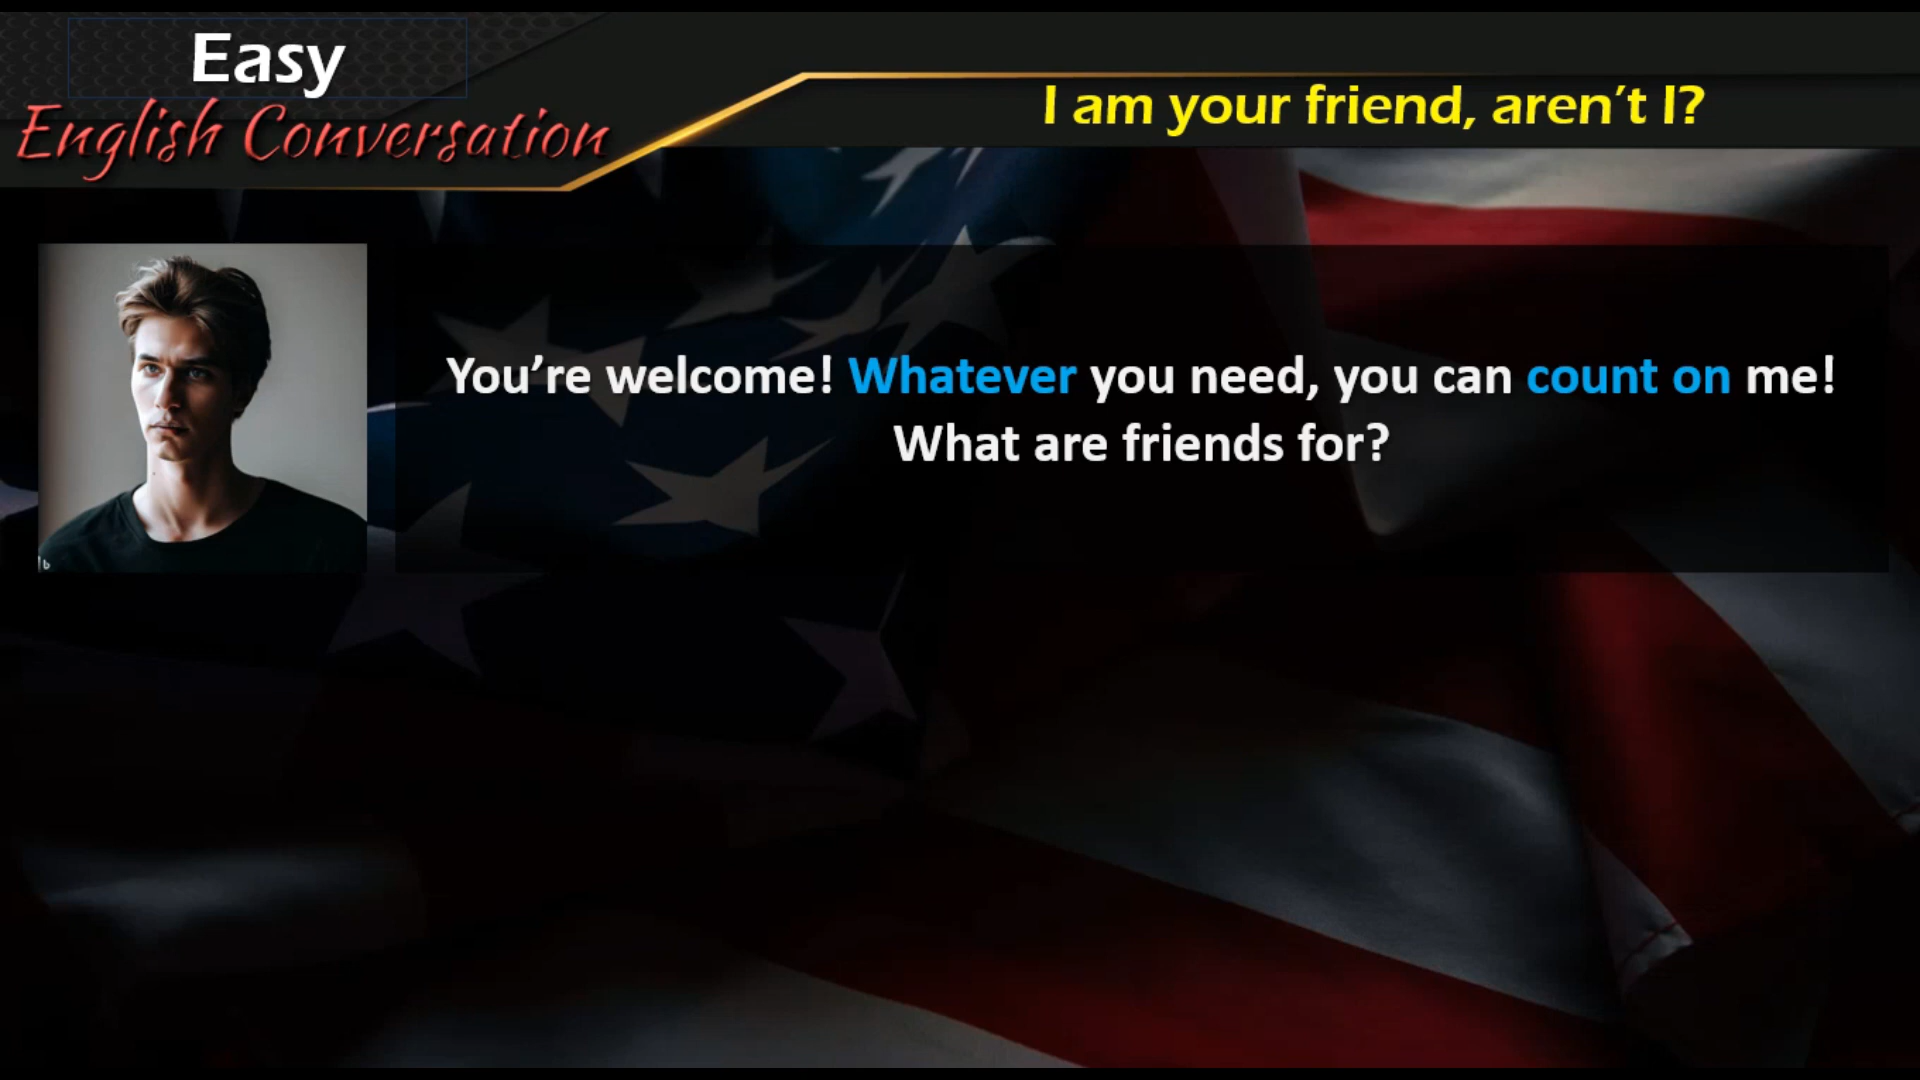 Easy
English Conversation
I am your friend, aren’t I?
You’re welcome! Whatever you need, you can count on me!
What are friends for?